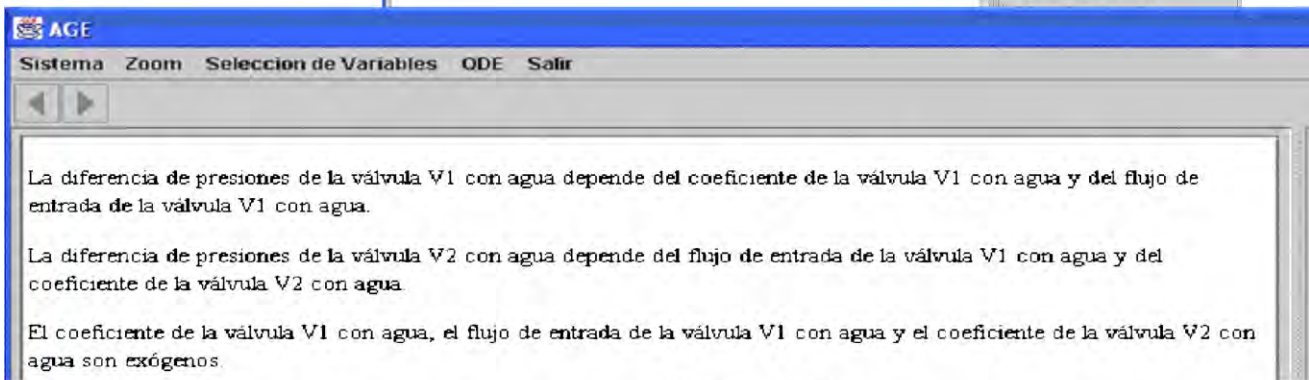 AGE
Sistema Zoom Seleccion de Variables QDE Salir
La diferencia de presiones de la válvula V1 con agua depende del coeficiente de la válvula V1 con agua y del flujo de
entrada de la válvula V1 con agua.
La diferencia de presiones de la válvula V2 con agua depende del flujo de entrada de la válvula V1 con agua y del
coeficiente de la válvula V2 con agua
El coeficiente de la válvula V1 con agua, el flujo de entrada de la válvula V1 con agua y el coeficiente de la válvula V2 con
agua son exógenos